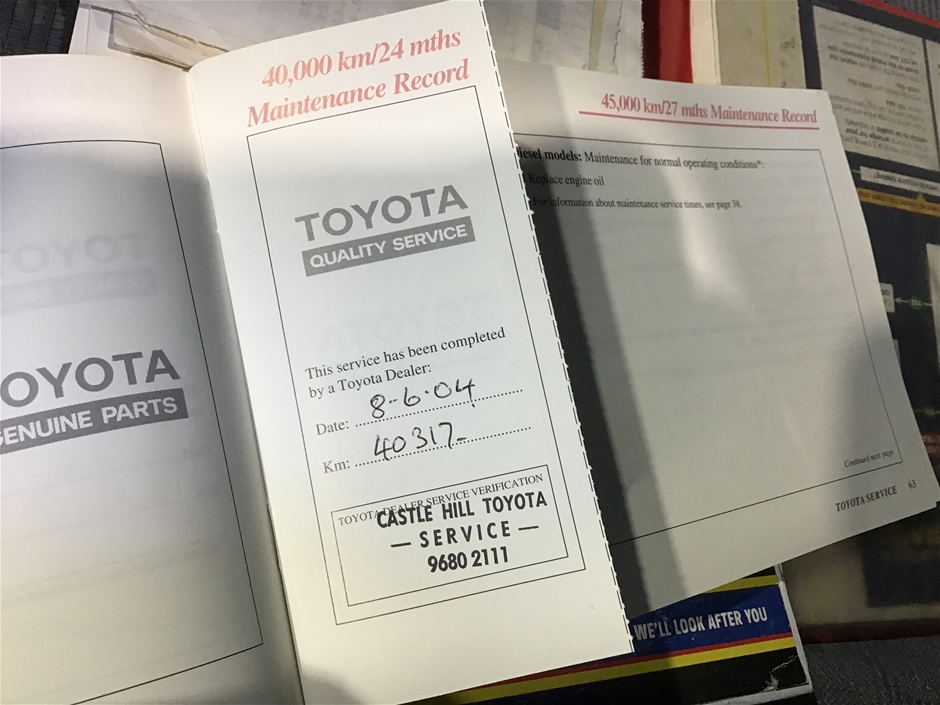 OYOTA
GENUINE PARTS
40,000 km/24 mths
Maintenance Record
TOYOTA
QUALITY SERVICE
This service has been completed
by a Toyota Dealer:
Date: 8-6-04
Km: 40317-
TOYOTA DEALER SERVICE VERIFICATION
CASTLE HILL TOYOTA
— SERVICE —
9680 2111
45,000 km/27 mths Maintenance Record
iesel models: Maintenance for normal operating conditions*:
Replace engine oil
For information about maintenance service times, see page 38.
Continued next page
TOYOTA SERVICE 63
WE'LL LOOK AFTER YOU